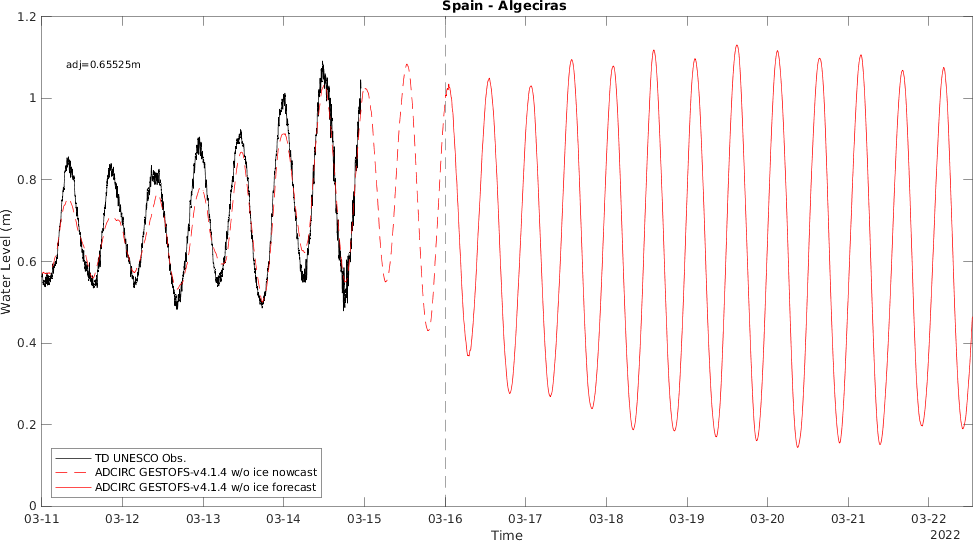 Spain - Algeciras
1.2
adj=0.65525m
1
0.8
0.6
0.4
0.2
0
Water Level (m)
TD UNESCO Obs.
ADCIRC GESTOFS-v4.1.4 w/o ice nowcast
ADCIRC GESTOFS-v4.1.4 w/o ice forecast
03-11 03-12 03-13 03-14 03-15 03-16 03-17 03-18 03-19 03-20 03-21 03-22
Time
2022